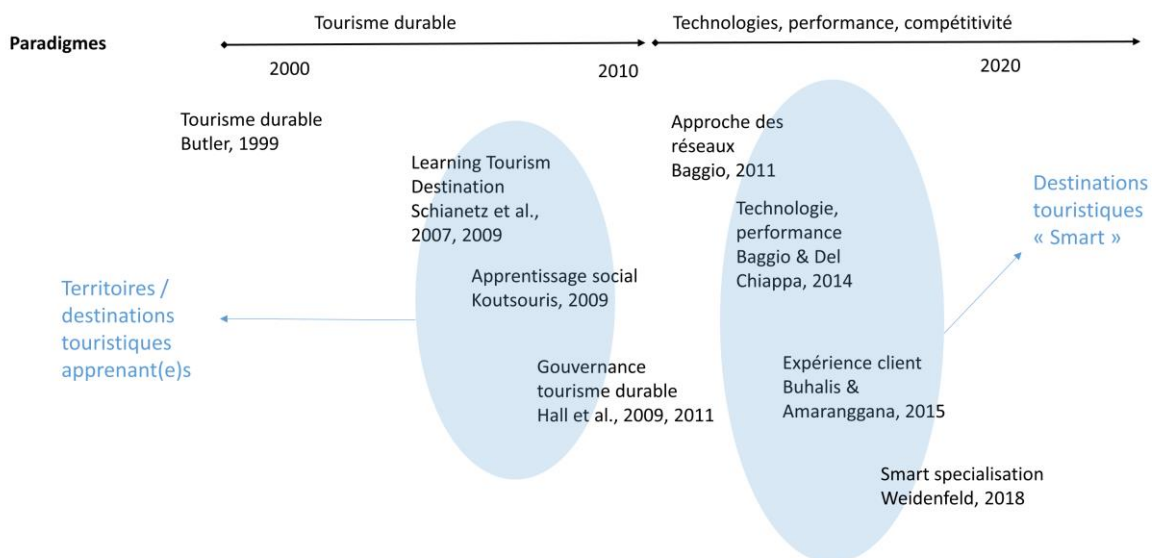 Tourisme durable
Technologies, performance, compétitivité
Paradigmes
2000
2010
2020
Tourisme durable
Butler, 1999
Learning Tourism
Destination
Schianetz et al.,
2007, 2009
Apprentissage social
Koutsouris, 2009
Gouvernance
tourisme durable
Hall et al., 2009, 2011
Territoires /
destinations
touristiques
apprenant(e)s
Approche des
réseaux
Baggio, 2011
Technologie,
performance
Baggio & Del
Chiappa, 2014
Expérience client
Buhalis &
Amaranggana, 2015
Smart specialisation
Weidenfeld, 2018
Destinations
touristiques
« Smart »